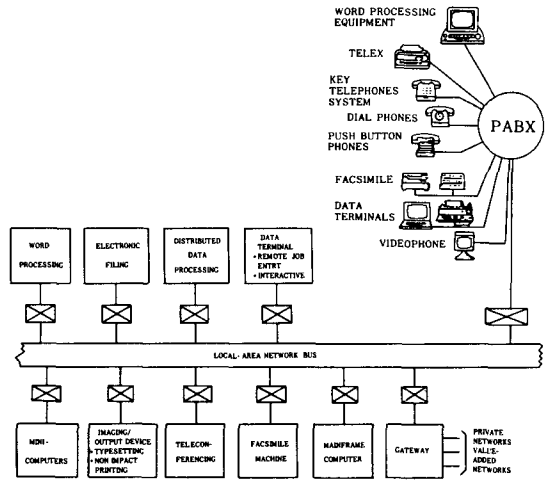 WORD PROCESSING
EQUIPMENT
TELEX
KEY
TELEPHONES
SYSTEM
DIAL PHONES
PUSH BUTTON
PHONES
FACSIMILE
DATA
TERMINALS
VIDEOPHONE
PABX
WORD
PROCESSING
ELECTRONIC
FILING
DISTRIBUTED
DATA
PROCESSING
DATA
TERMINAL
• REMOTE JOB
ENTRT
• INTERACTIVE
LOCAL-AREA NETWORK BUS
MINI-
COMPUTERS
IMAGING/
OUTPUT DEVICE
• TYPESETTING
• NON IMPACT
PRINTING
TELECON-
FERENCING
FACSIMILE
MACHINE
MAINFRAME
COMPUTER
GATEWAY
PRIVATE
NETWORKS
VALUE-
ADDED
NETWORKS